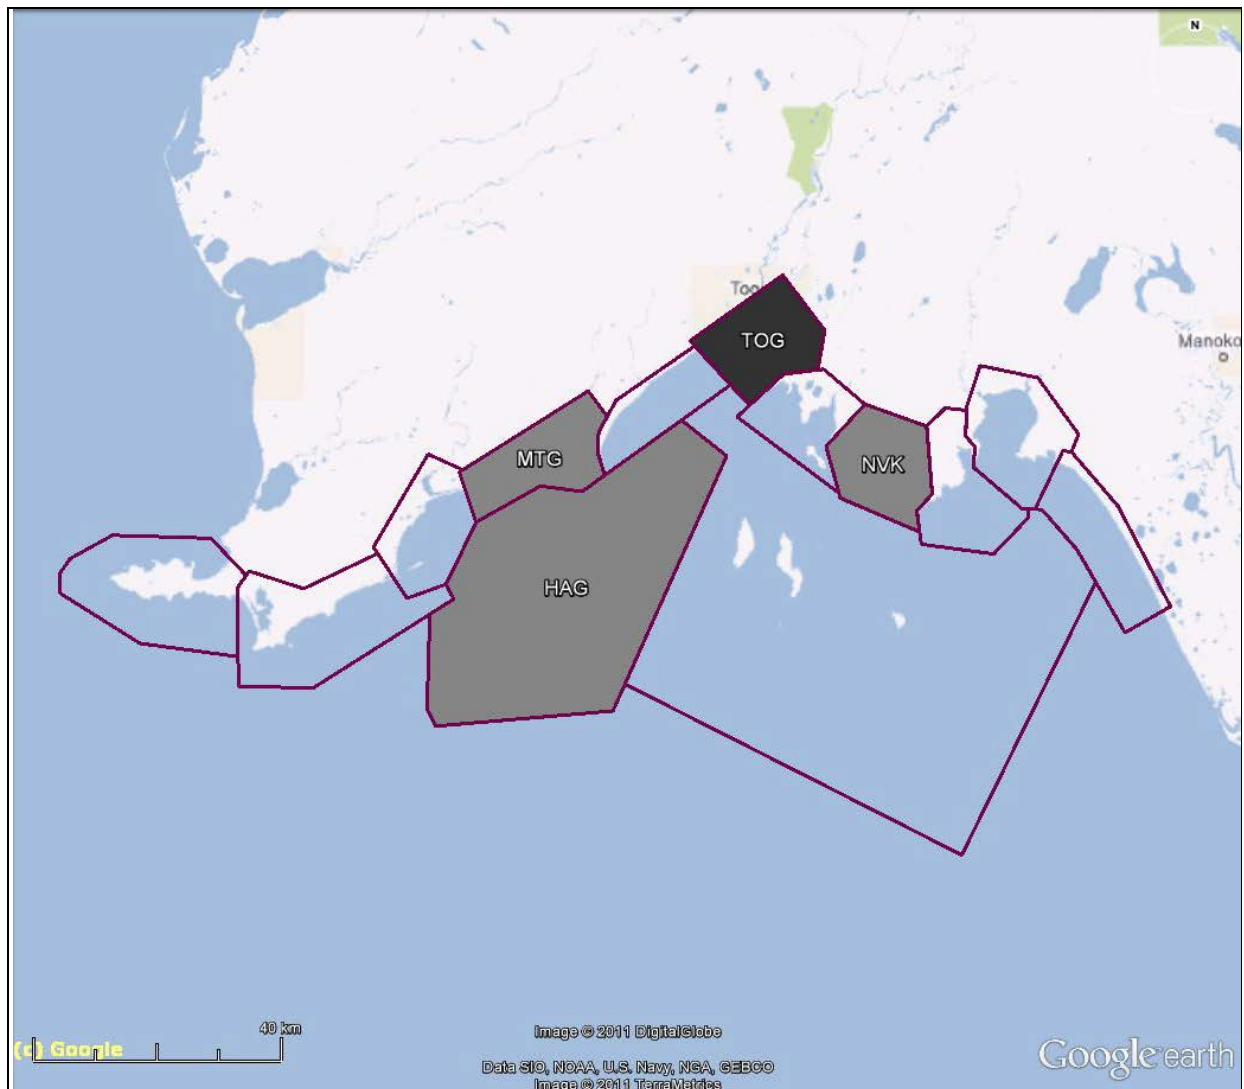 N
Too
TOG
Manoko
MTG
NVK
HAG
40 km
(c) Google
Image © 2011 DigitalGlobe
Data SIO, NOAA, U.S. Navy, NGA, GEBCO
Image © 2011 TerraMetrics
Google earth